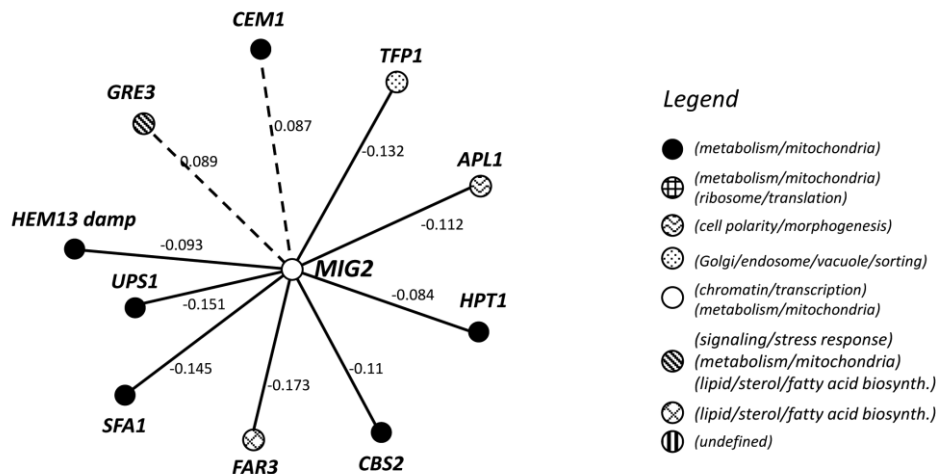 CEM1
TFP1
GRE3
0.087
0.089
-0.132
APL1
-0.112
HEM13 damp
-0.093
MIG2
UPS1
-0.151
-0.084
HPT1
-0.145
-0.11
-0.173
SFA1
FAR3
CBS2
Legend
(metabolism/mitochondria)
(metabolism/mitochondria)
(ribosome/translation)
(cell polarity/morphogenesis)
(Golgi/endosome/vacuole/sorting)
(chromatin/transcription)
(metabolism/mitochondria)
(signaling/stress response)
(metabolism/mitochondria)
(lipid/sterol/fatty acid biosynth.)
(lipid/sterol/fatty acid biosynth.)
(undefined)